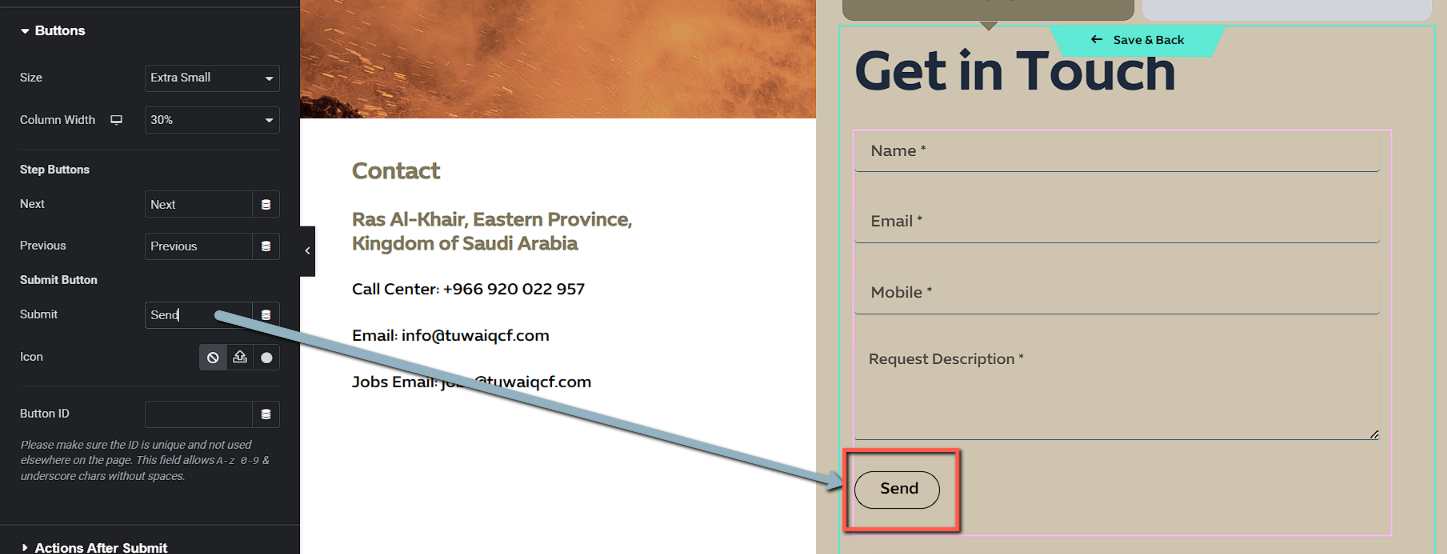 Buttons
Size
Extra Small
Column Width
30%
Step Buttons
Next
Next
Previous
Previous
Submit Button
Submit
Send
Icon
Button ID
Please make sure the ID is unique and not used
elsewhere on the page. This field allows A-z 0-9 &
underscore chars without spaces.
Actions After Submit
Contact
Ras Al-Khair, Eastern Province,
Kingdom of Saudi Arabia
Call Center: +966 920 022 957
Email: info@tuwaiqcf.com
Jobs Email:
Save & Back
Get in Touch
Name *
Email *
Mobile *
Request Description *
Send